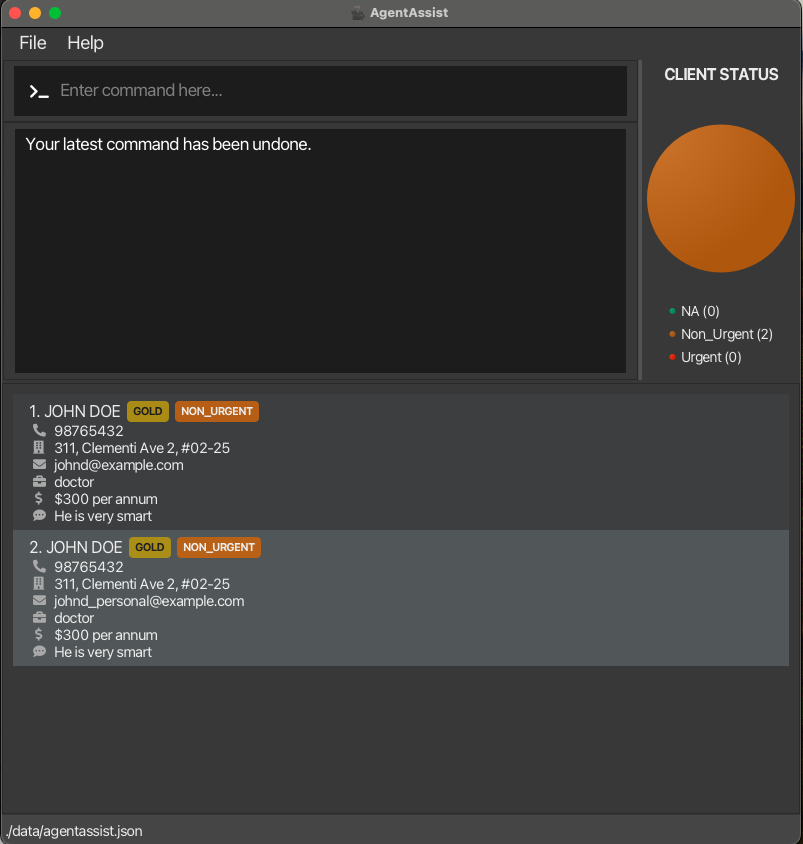 AgentAssist
File Help
Enter command here...
Your latest command has been undone.
CLIENT STATUS
NA (0)
Non_Urgent (2)
Urgent (0)
1. JOHN DOE GOLD NON_URGENT
98765432
311, Clementi Ave 2, #02-25
johnd@example.com
doctor
$300 per annum
He is very smart
2. JOHN DOE GOLD NON_URGENT
98765432
311, Clementi Ave 2, #02-25
johnd_personal@example.com
doctor
$300 per annum
He is very smart
./data/agentassist.json